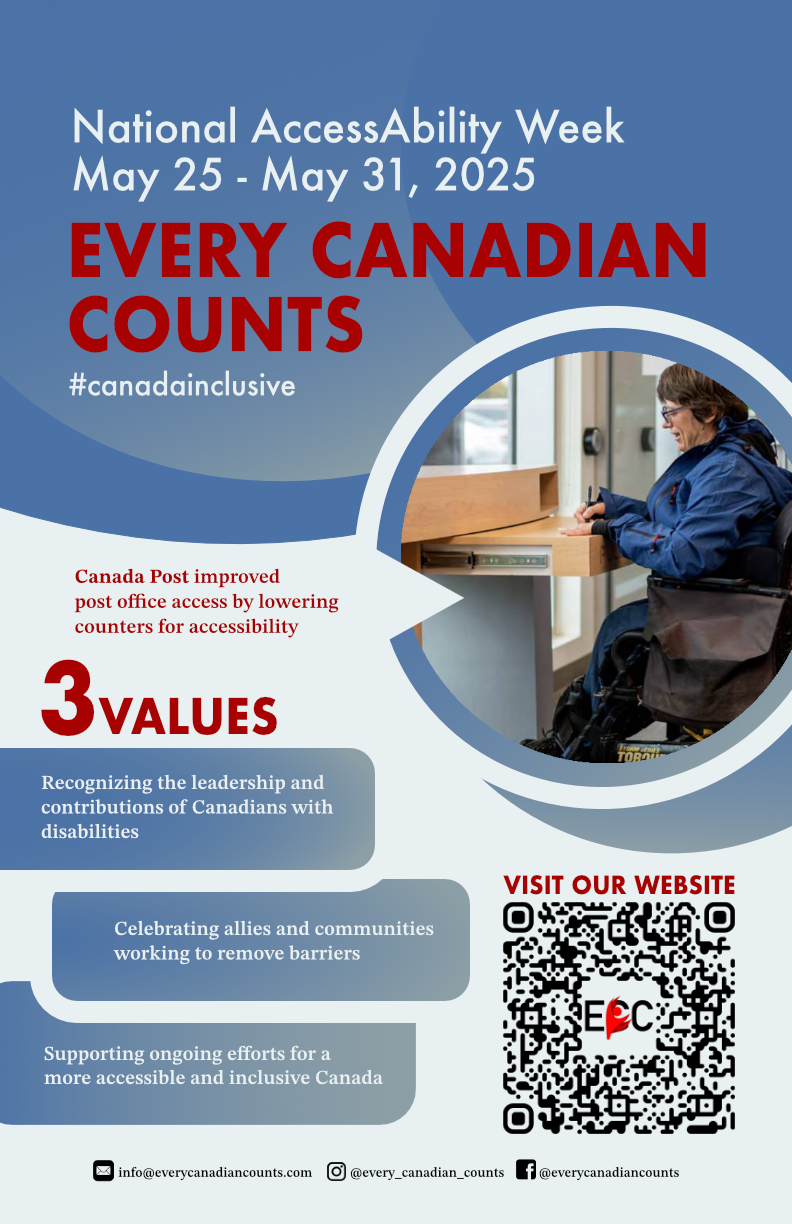 National AccessAbility Week
May 25 - May 31, 2025
EVERY CANADIAN
COUNTS
#canadainclusive
Canada Post improved
post office access by lowering
counters for accessibility
3 VALUES
Recognizing the leadership and
contributions of Canadians with
disabilities
Celebrating allies and communities
working to remove barriers
Supporting ongoing efforts for a
more accessible and inclusive Canada
VISIT OUR WEBSITE
ECC
info@everycanadiancounts.com @every_canadian_counts @everycanadiancounts